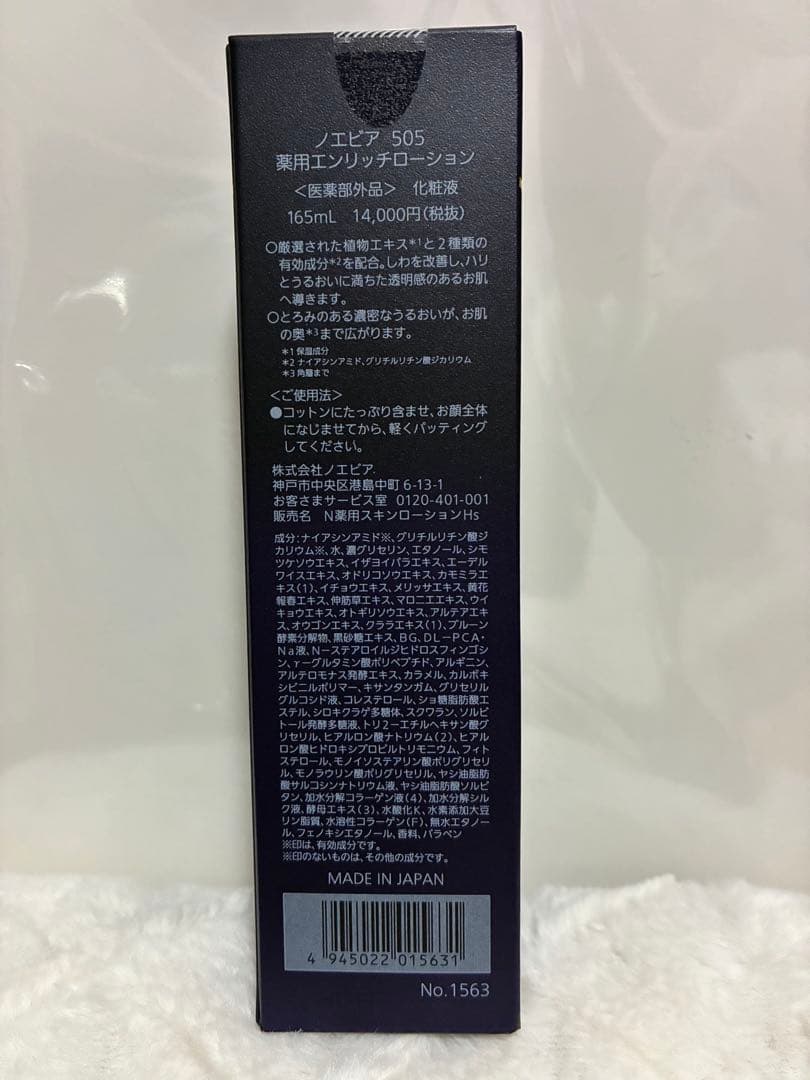 ノエビア 505
薬用エンリッチローション
＜医薬部外品＞ 化粧液
165mL 14,000円(税抜)
○厳選された植物エキス*1と2種類の
有効成分*2を配合。しわを改善し、ハリ
とうるおいに満ちた透明感のあるお肌
へ導きます。
○とろみのある濃密なうるおいが、お肌
の奥*3まで広がります。
*1 保湿成分
*2 ナイアシンアミド、グリチルリチン酸ジカリウム
*3 角層まで
＜ご使用法＞
●コットンにたっぷり含ませ、お顔全体
になじませてから、軽くパッティング
してください。
株式会社ノエビア
神戸市中央区港島中町6-13-1
お客さまサービス室 0120-401-001
販売名 N薬用スキンローションHs
成分:ナイアシンアミド※、グリチルリチン酸ジ
カリウム※、水、濃グリセリン、エタノール、シモ
ツケソウエキス、イザヨイバラエキス、エーデル
ワイスエキス、オドリコソウエキス、カモミラエ
キス(1)、イチョウエキス、メリッサエキス、黄花
報春エキス、伸筋草エキス、マロニエエキス、ウイ
キョウエキス、オトギリソウエキス、アルテアエキ
ス、オウゴンエキス、クララエキス(1)、プルーン
酵素分解物、黒砂糖エキス、BG、DL－PCA・
Na液、N－ステアロイルジヒドロスフィンゴシ
ン、γーグルタミン酸ポリペプチド、アルギニン、
アルテロモナス発酵エキス、カラメル、カルボキ
シビニルポリマー、キサンタンガム、グリセリル
グルコシド液、コレステロール、ショ糖脂肪酸エ
ステル、シロキクラゲ多糖体、スクワラン、ソルビ
トール発酵多糖液、トリ2－エチルヘキサン酸グ
リセリル、ヒアルロン酸ナトリウム(2)、ヒアル
ロン酸ヒドロキシプロピルトリモニウム、フィト
ステロール、モノイソステアリン酸ポリグリセリ
ル、モノラウリン酸ポリグリセリル、ヤシ油脂肪
酸サルコシンナトリウム液、ヤシ油脂肪酸ソルビ
タン、加水分解コラーゲン液(4)、加水分解シル
ク液、酵母エキス(3)、水酸化K、水素添加大豆
リン脂質、水溶性コラーゲン(F)、無水エタノー
ル、フェノキシエタノール、香料、パラベン
※印は、有効成分です。
※印のないものは、その他の成分です。
MADE IN JAPAN
4 945022 015631
No.1563